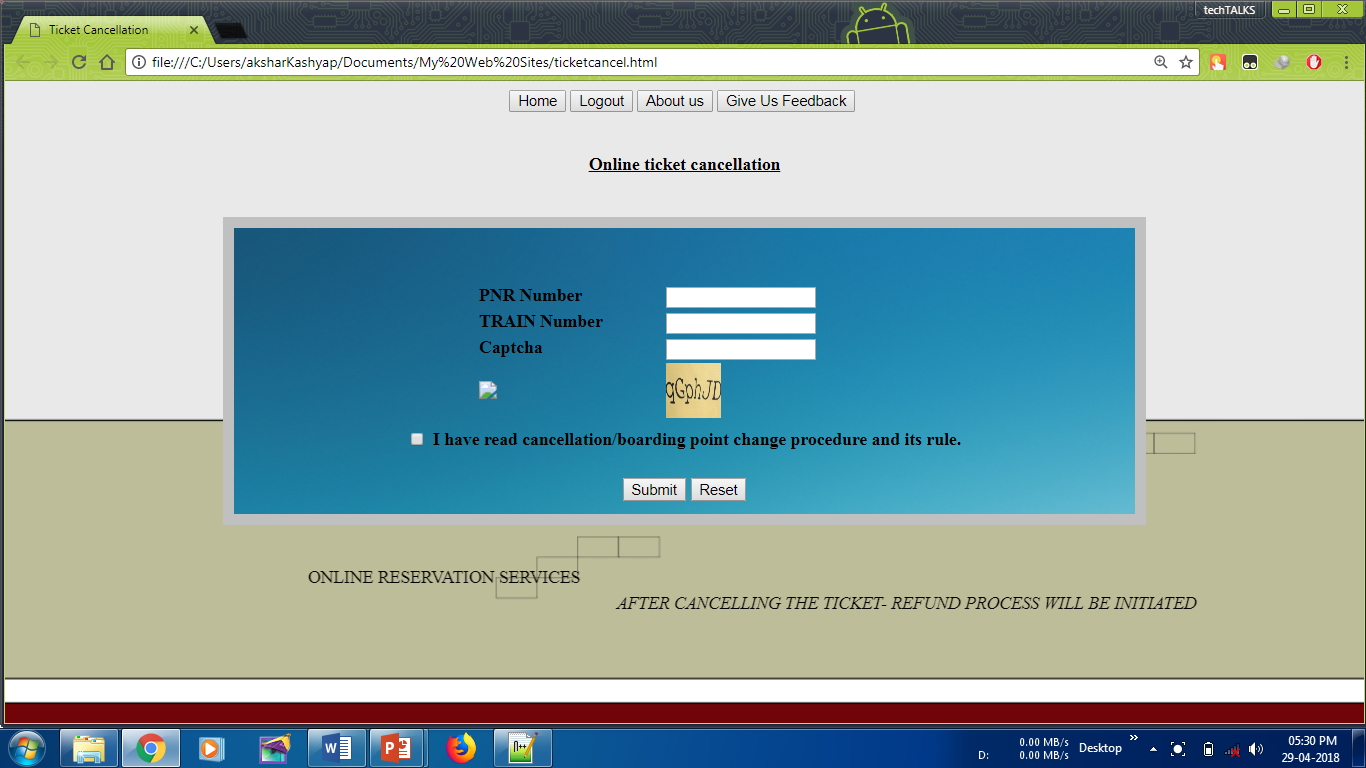 techTALKS
Ticket Cancellation
file:///C:/Users/aksharKashyap/Documents/My%20Web%20Sites/ticketcancel.html
Home Logout About us Give Us Feedback
Online ticket cancellation
PNR Number
TRAIN Number
Captcha
qGphJD
I have read cancellation/boarding point change procedure and its rule.
Submit Reset
ONLINE RESERVATION SERVICES
AFTER CANCELLING THE TICKET- REFUND PROCESS WILL BE INITIATED
0.00 MB/s
D: 0.00 MB/s
Desktop
05:30 PM
29-04-2018